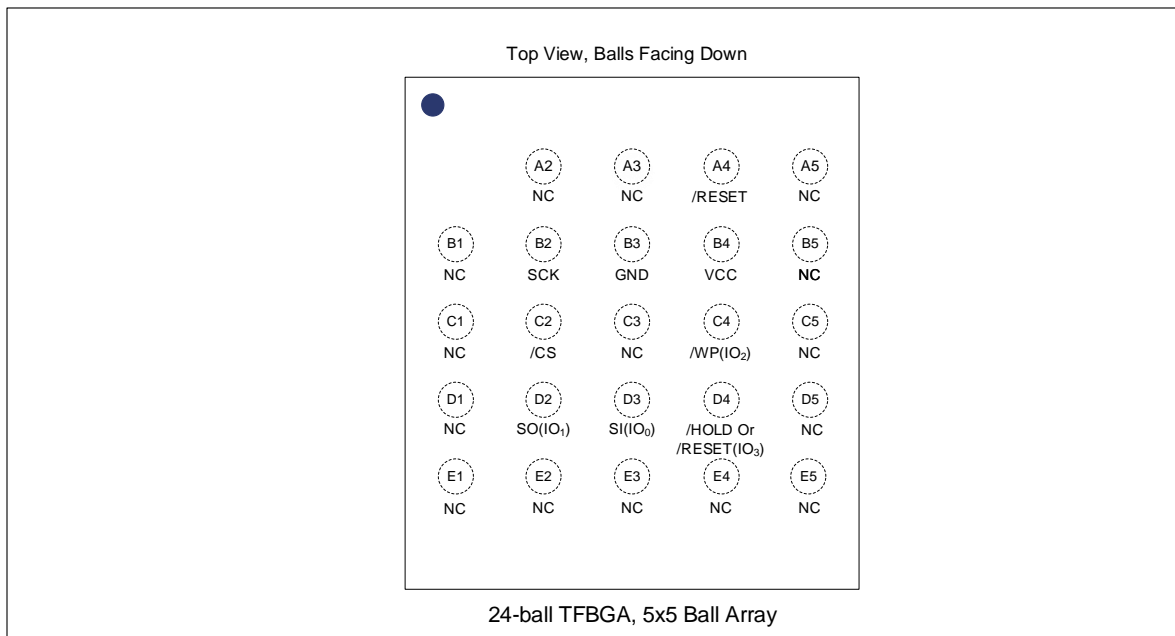 Top View, Balls Facing Down
A2 A3 A4 A5
NC NC /RESET NC
B1 B2 B3 B4 B5
NC SCK GND VCC NC
C1 C2 C3 C4 C5
NC /CS NC /WP(IO₂) NC
D1 D2 D3 D4 D5
NC SO(IO₁) SI(IO₀) /HOLD Or NC
/RESET(IO₃)
E1 E2 E3 E4 E5
NC NC NC NC NC
24-ball TFBGA, 5x5 Ball Array